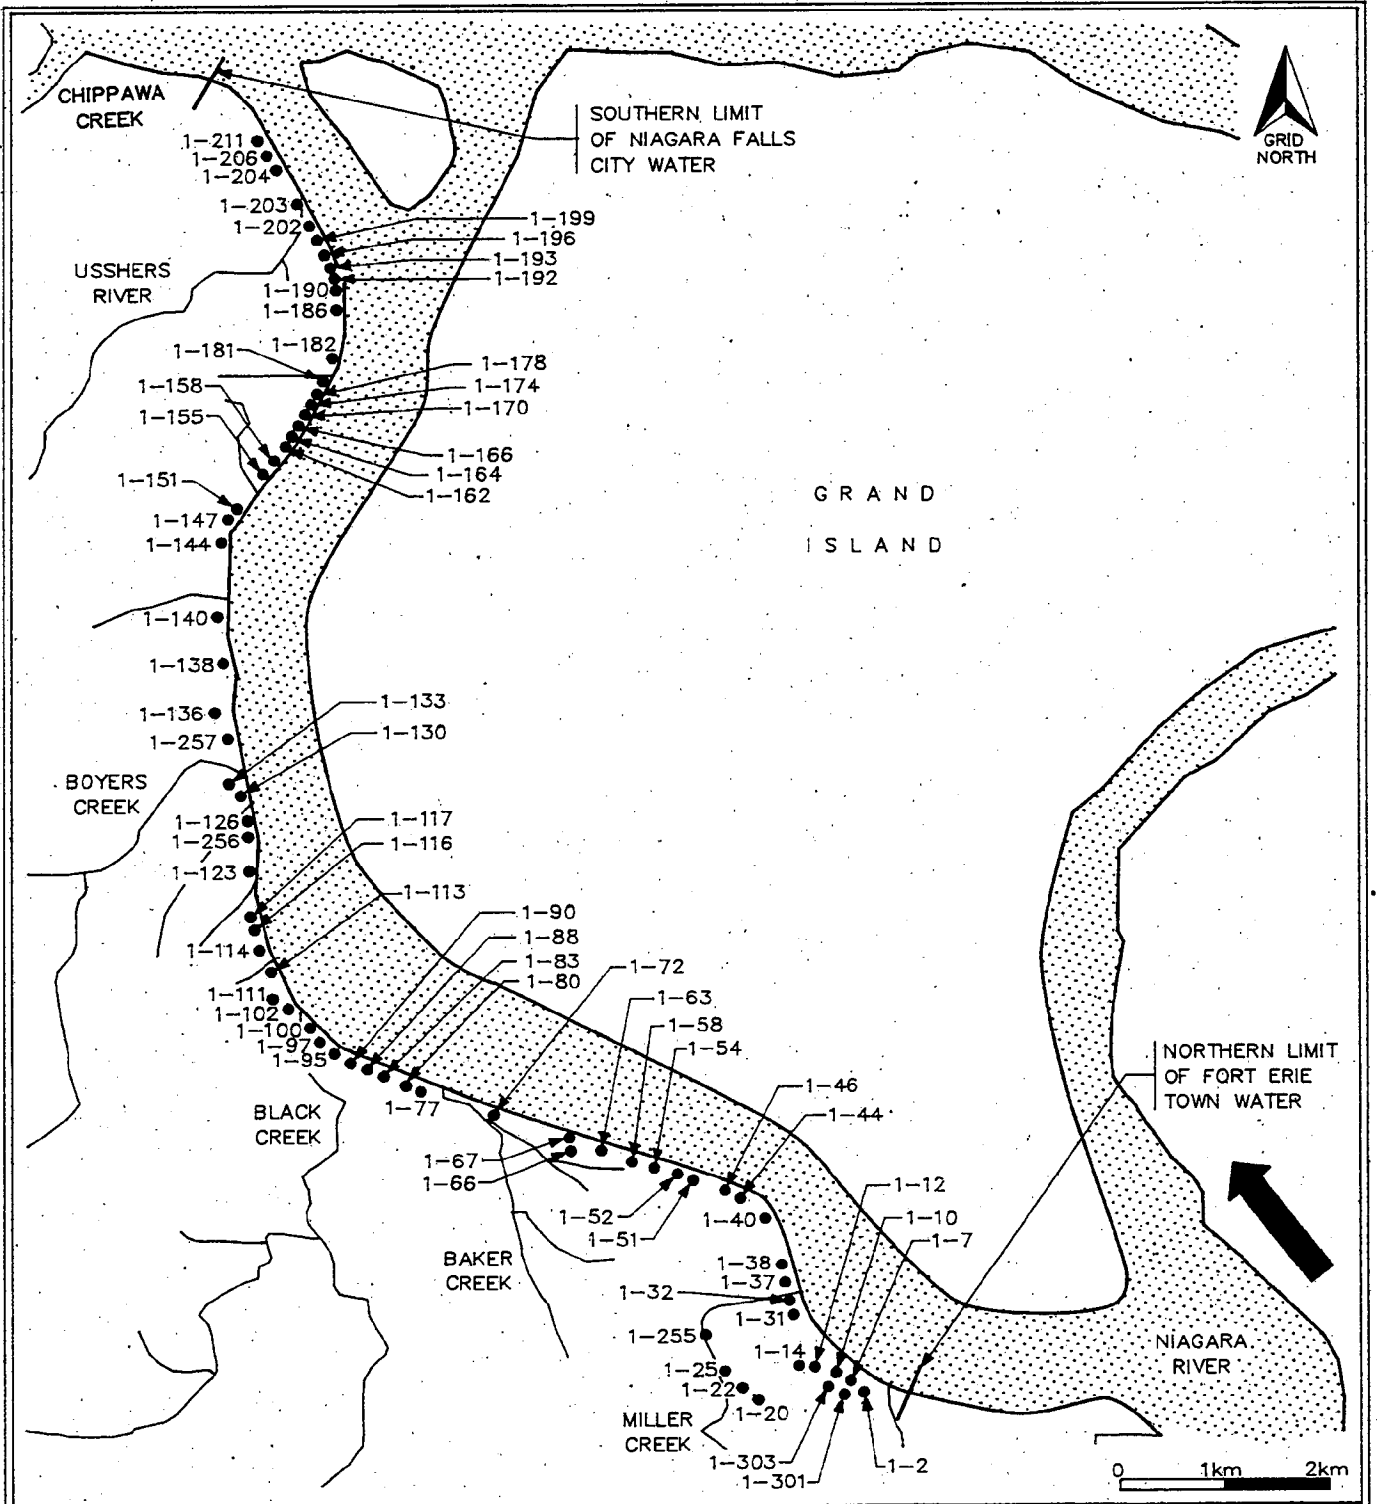 CHIPPAWA
CREEK
SOUTHERN LIMIT
OF NIAGARA FALLS
CITY WATER
GRID
NORTH
1-211
1-206
1-204
1-203
1-202
1-199
1-196
1-193
1-192
USSHERS
RIVER
1-190
1-186
1-182
1-181
1-178
1-158
1-174
1-155
1-170
1-166
1-164
1-162
1-151
1-147
1-144
GRAND
ISLAND
1-140
1-138
1-136
1-133
1-257
1-130
BOYERS
CREEK
1-126
1-117
1-256
1-116
1-123
1-113
1-90
1-88
1-114
1-83
1-80
1-72
1-111
1-63
1-102
1-58
1-100
1-54
1-97
1-95
NORTHERN LIMIT
OF FORT ERIE
TOWN WATER
1-46
1-77
1-44
BLACK
CREEK
1-67
1-66
1-12
1-52
1-40
1-10
1-51
1-7
BAKER
CREEK
1-38
1-37
1-32
1-31
1-255
NIAGARA
RIVER
1-14
1-25
1-22
1-20
MILLER
CREEK
1-303
1-2
1-301
0 1km 2km